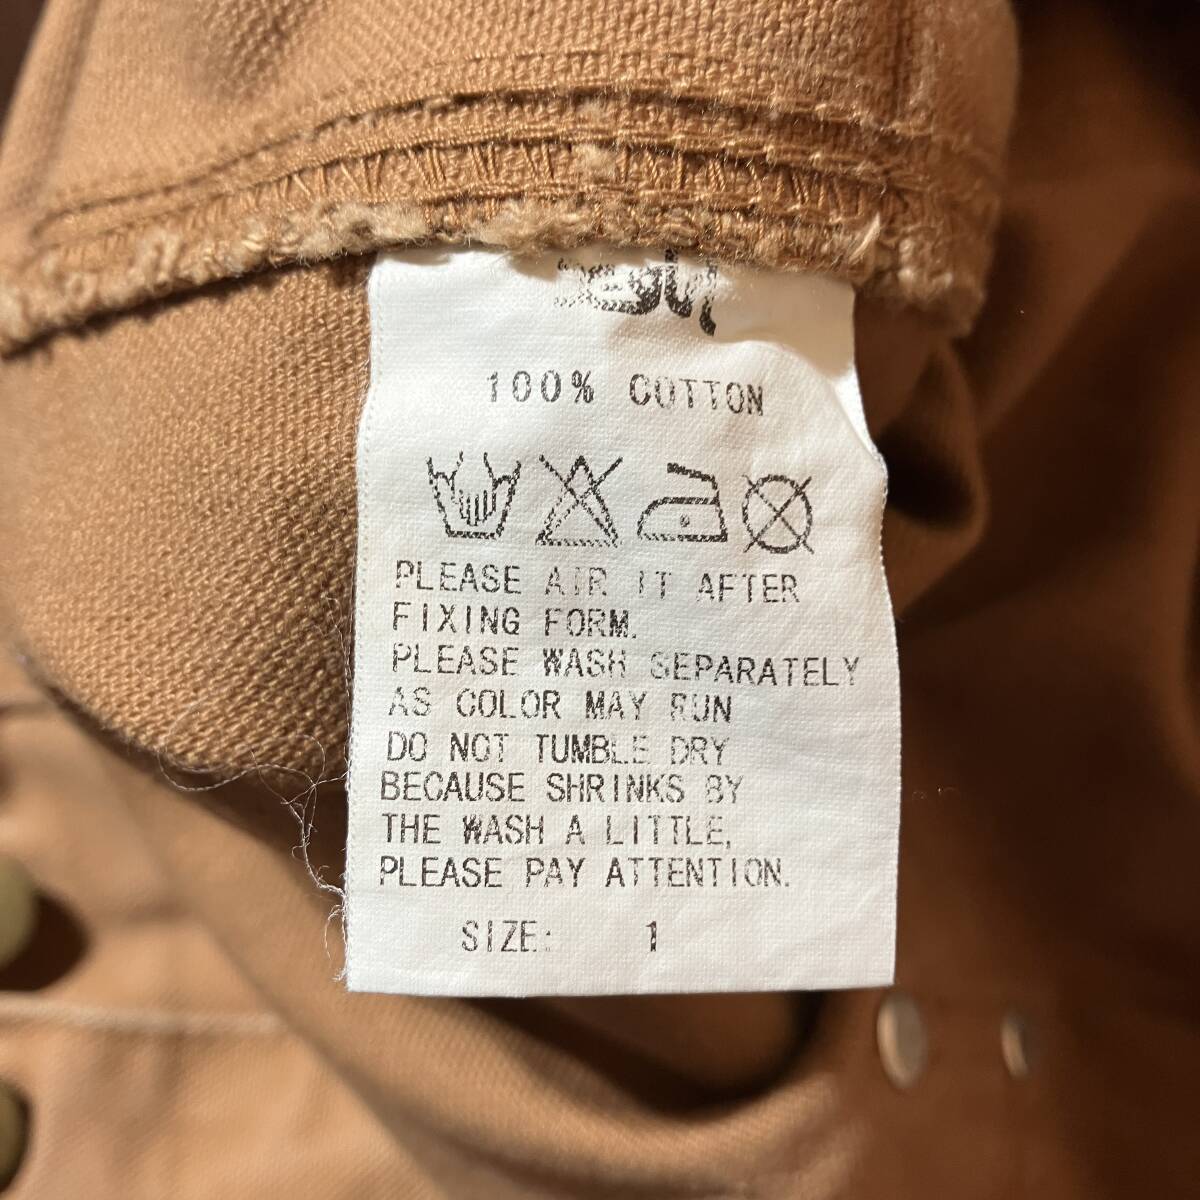 100% COTTON
PLEASE AIR IT AFTER
FIXING FORM.
PLEASE WASH SEPARATELY
AS COLOR MAY RUN
DO NOT TUMBLE DRY
BECAUSE SHRINKS BY
THE WASH A LITTLE,
PLEASE PAY ATTENTION.
SIZE: 1